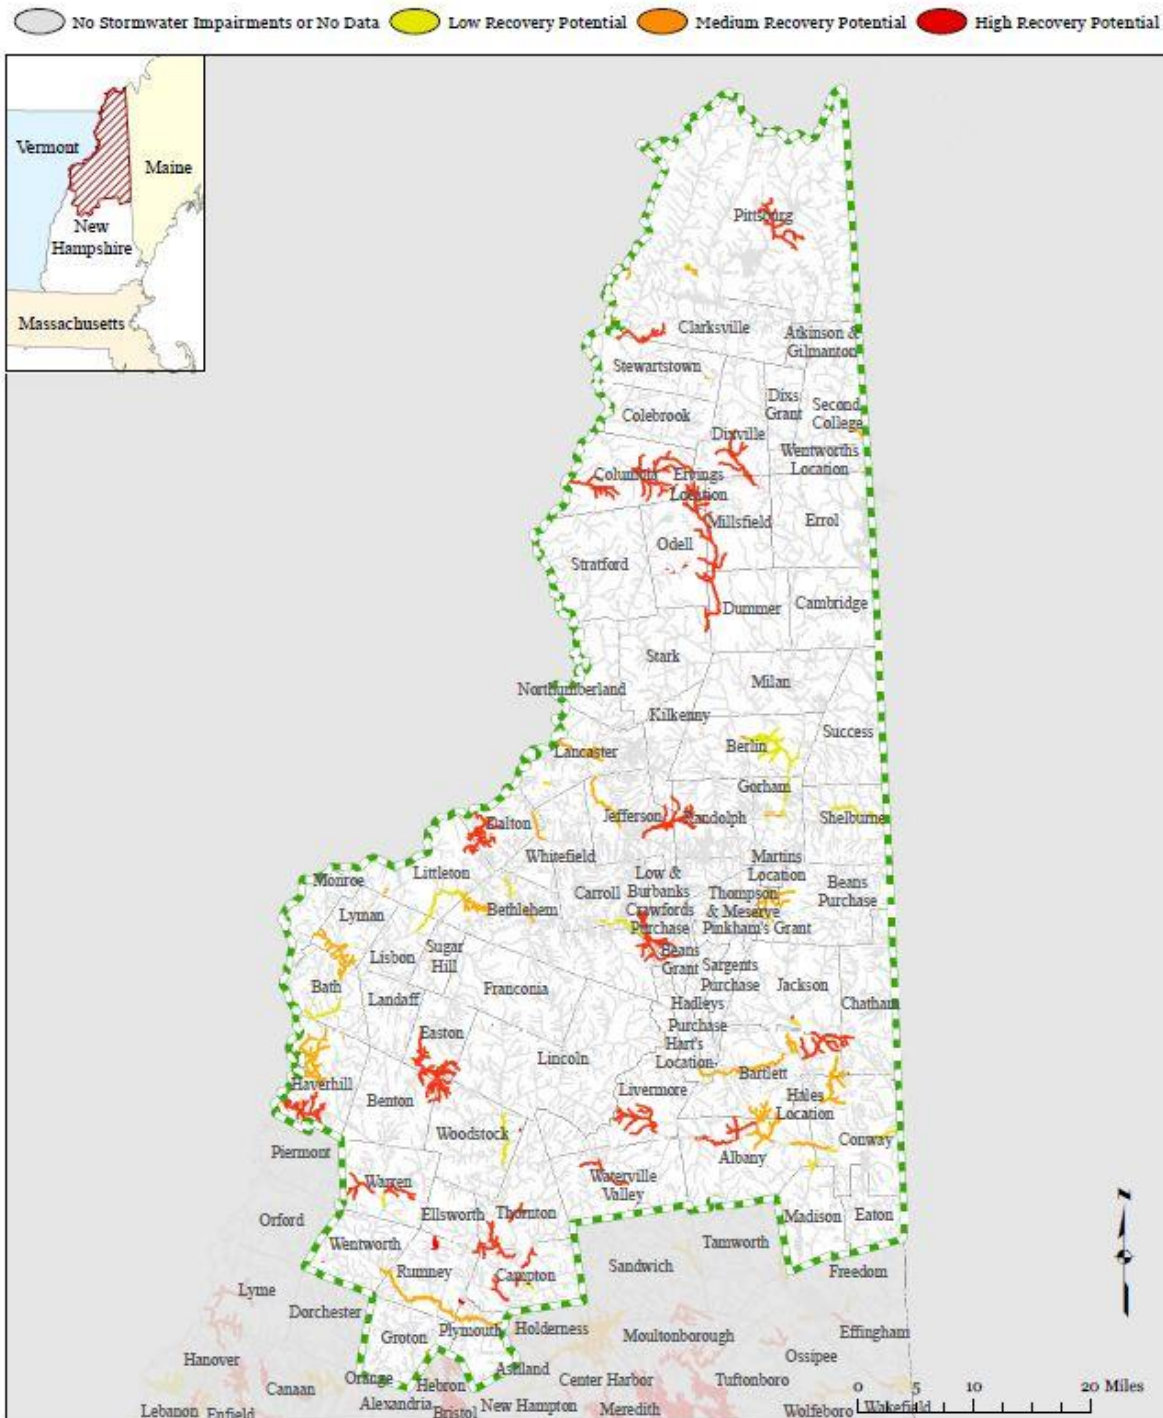 No Stormwater Impairments or No Data Low Recovery Potential Medium Recovery Potential High Recovery Potential
Vermont
Maine
New
Hampshire
Massachusetts
Pittsburg
Clarksville
Atkinson &
Gilmanton
Stewartstown
Dixs
Grant
Second
College
Colebrook
Dixville
Wentworths
Location
Columbia
Ervings
Location
Millsfield
Errol
Odell
Stratford
Dummer
Cambridge
Stark
Milan
Northumberland
Kilkenny
Success
Berlin
Lancaster
Gorham
Jefferson
Randolph
Shelburne
Dalton
Whitefield
Martins
Location
Littleton
Monroe
Low &
Burbanks
Carroll
Thompson
& Meserve
Beans
Purchase
Bethlehem
Crawfords
Purchase
Pinkham's Grant
Lyman
Lisbon
Sugar
Hill
Beans
Grant
Sargents
Purchase
Bath
Landaff
Franconia
Jackson
Chatham
Hadleys
Purchase
Easton
Hart's
Location
Lincoln
Bartlett
Haverhill
Benton
Livermore
Hales
Location
Woodstock
Conway
Piermont
Albany
Warren
Waterville
Valley
Orford
Ellsworth
Thornton
Madison
Eaton
Wentworth
Tamworth
Rumney
Campton
Sandwich
Freedom
Lyme
Dorchester
Groton
Plymouth
Holderness
Moultonborough
Effingham
Hanover
Ossipee
Orange
Ashland
Canaan
Hebron
Center Harbor
Tuftonboro
Alexandria
Lebanon
Enfield
Bristol
New Hampton
Meredith
Wolfeboro
Wakefield
0 5 10 20 Miles
Z